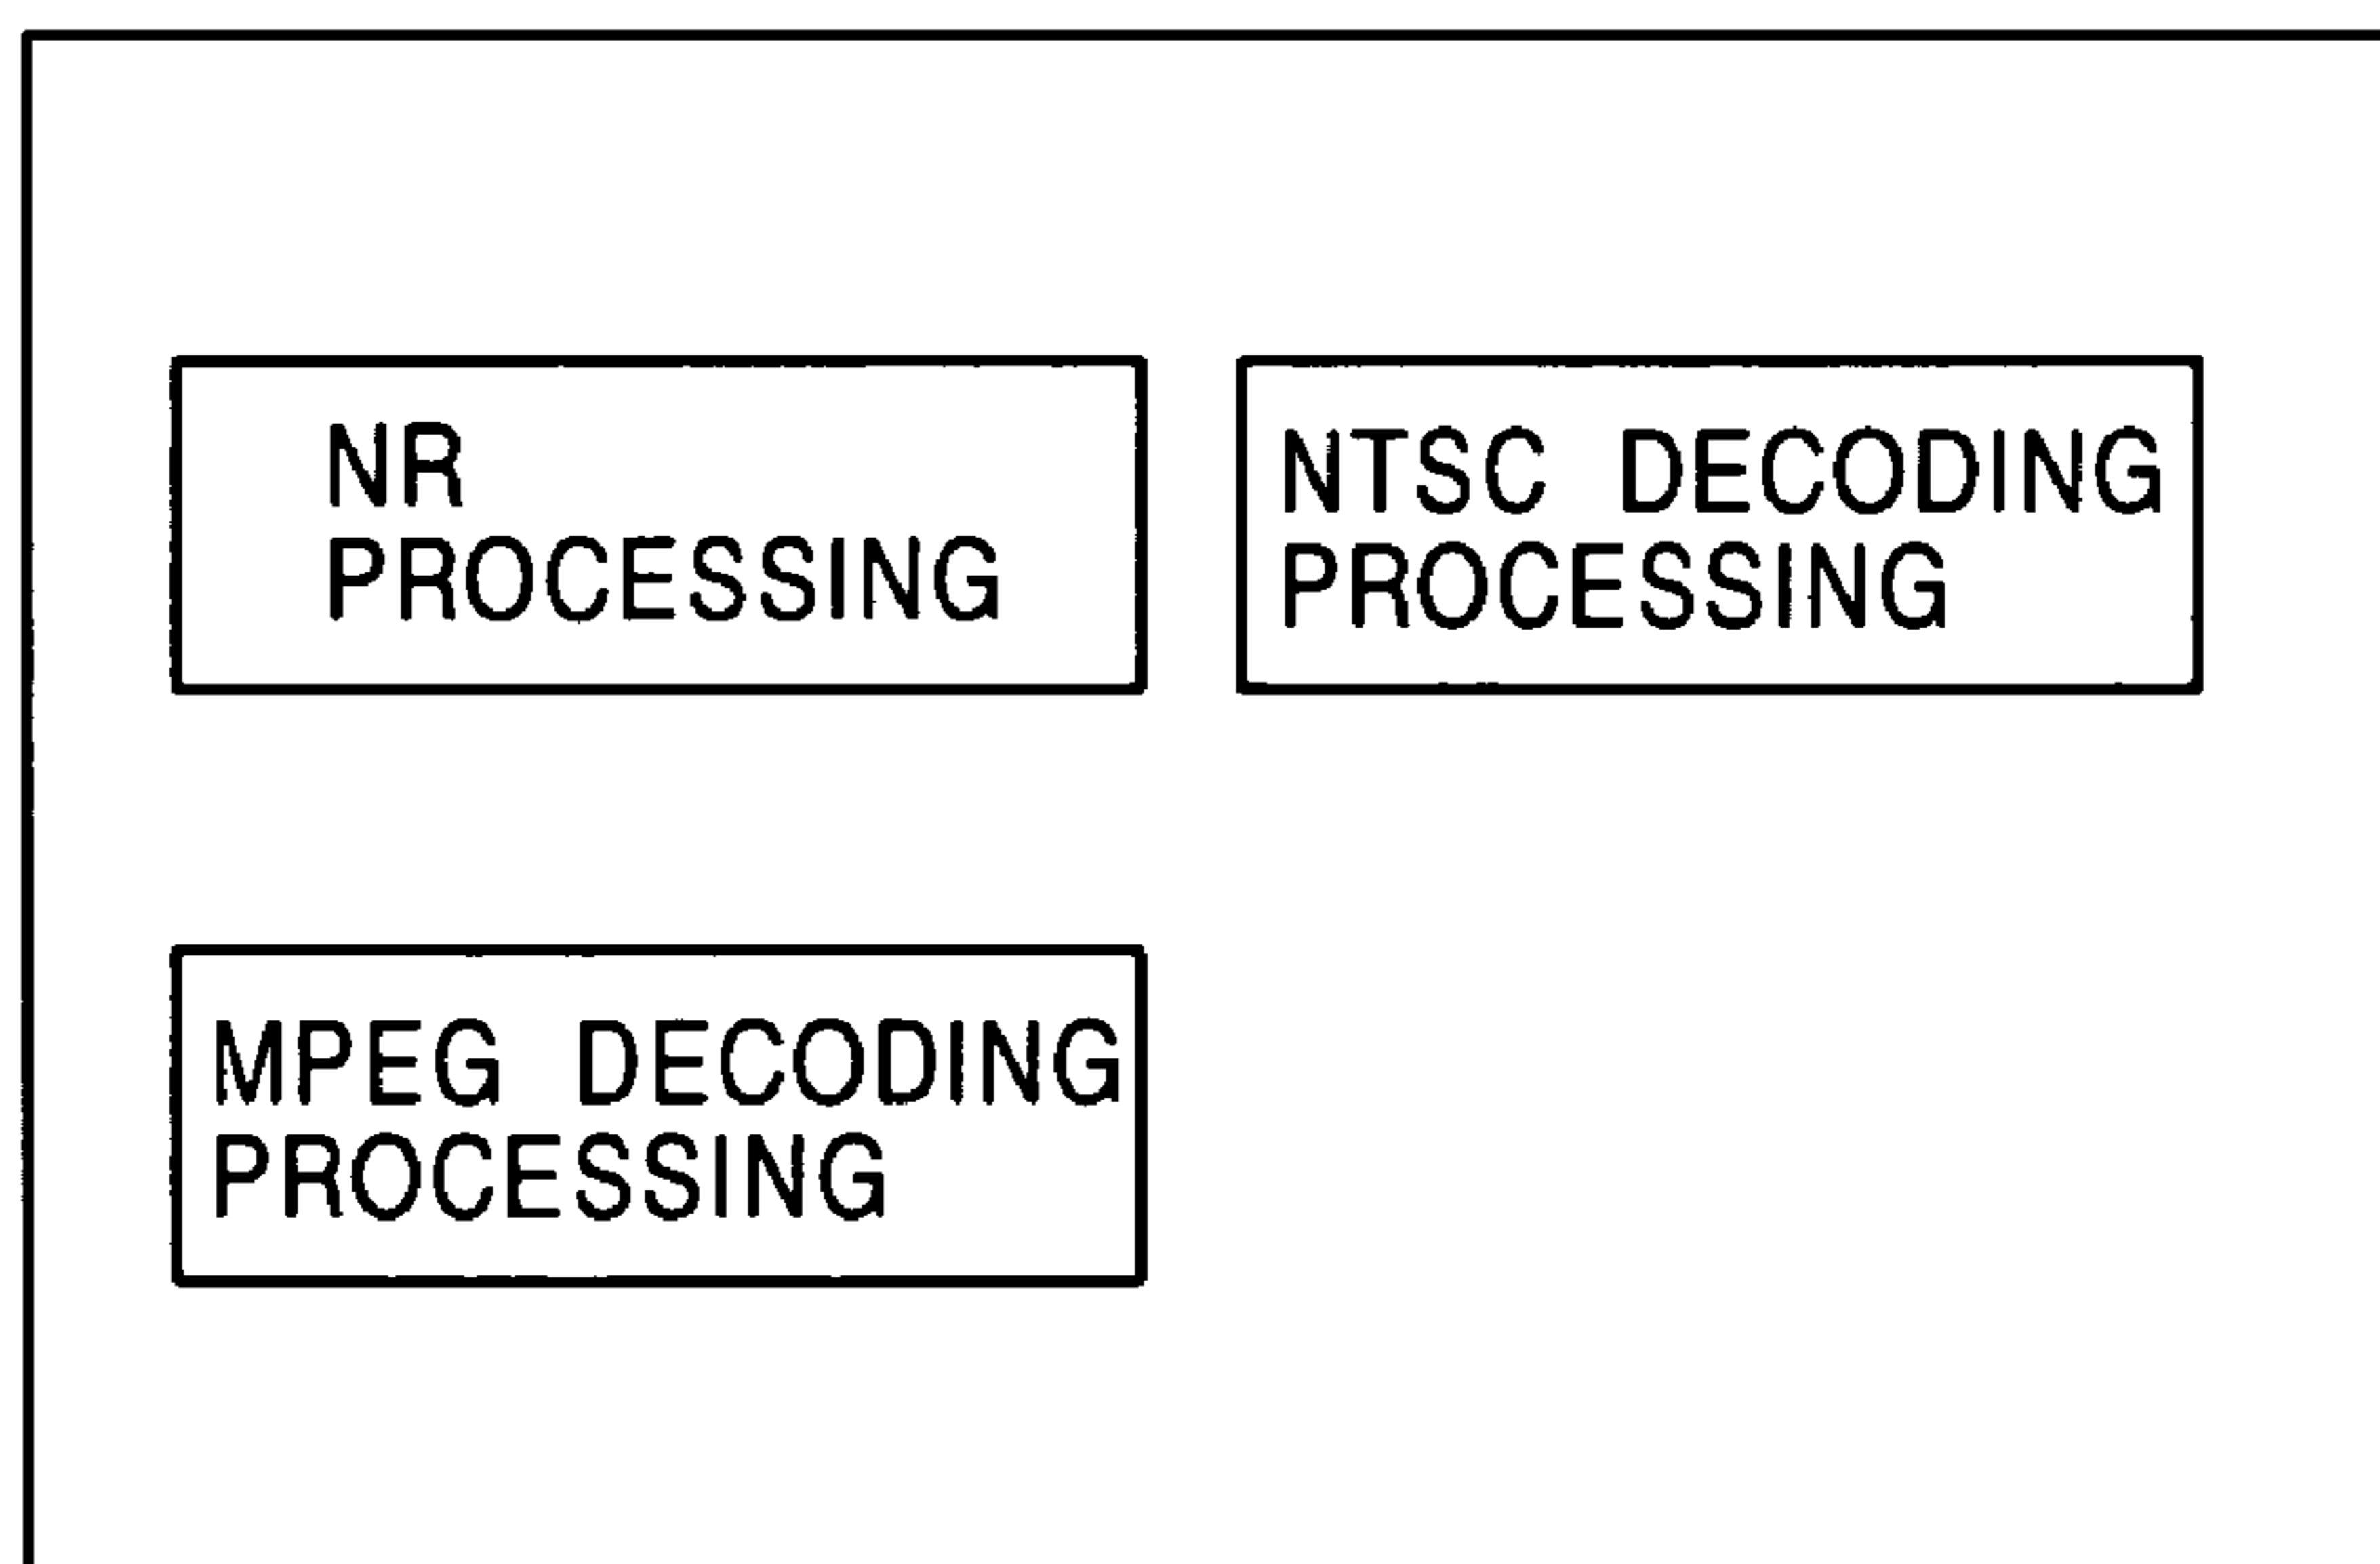 NR
PROCESSING
NTSC DECODING
PROCESSING
MPEG DECODING
PROCESSING